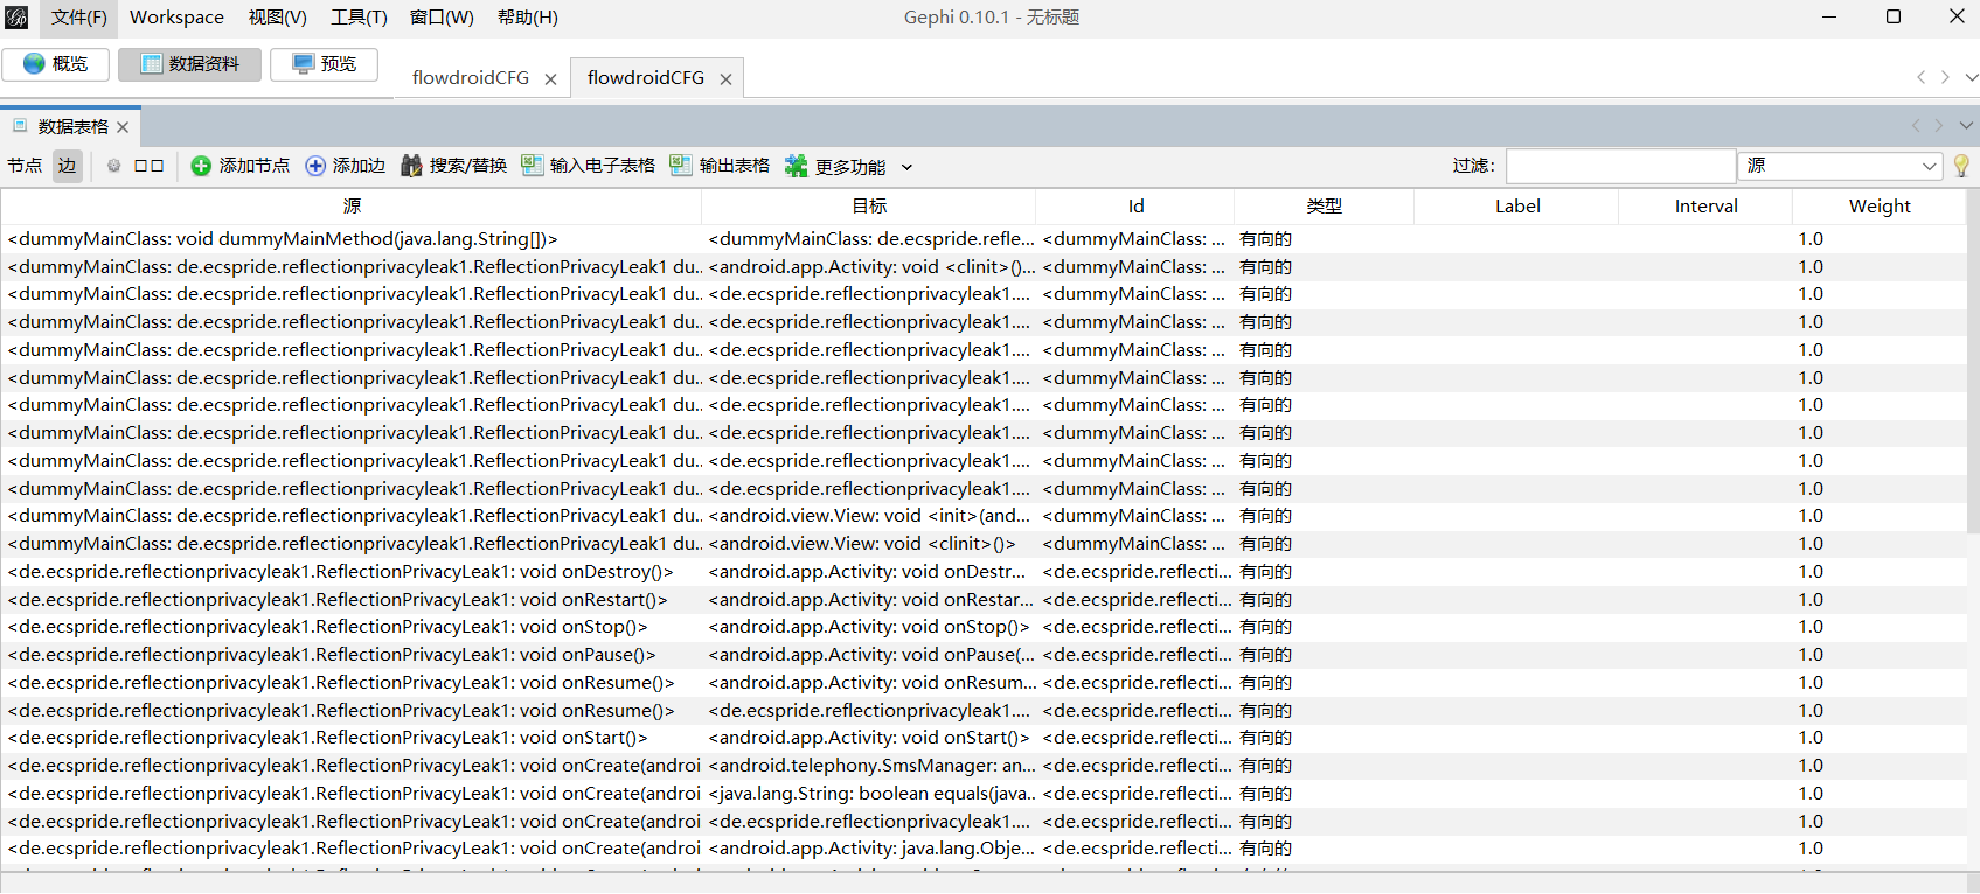 文件(F) Workspace 视图(V) 工具(T) 窗口(W) 帮助(H) Gephi 0.10.1 - 无标题
概览 数据资料 预览 flowdroidCFG flowdroidCFG
数据表格
节点 边 添加节点 添加边 搜索/替换 输入电子表格 输出表格 更多功能 过滤: 源
源 目标 Id 类型 Label Interval Weight
<dummyMainClass: void dummyMainMethod(java.lang.String[])> <dummyMainClass: de.ecspride.refle... <dummyMainClass: ... 有向的 1.0
<dummyMainClass: de.ecspride.reflectionprivacyleak1.ReflectionPrivacyLeak1 du... <android.app.Activity: void <clinit>()... <dummyMainClass: ... 有向的 1.0
<dummyMainClass: de.ecspride.reflectionprivacyleak1.ReflectionPrivacyLeak1 du... <de.ecspride.reflectionprivacyleak1.... <dummyMainClass: ... 有向的 1.0
<dummyMainClass: de.ecspride.reflectionprivacyleak1.ReflectionPrivacyLeak1 du... <de.ecspride.reflectionprivacyleak1.... <dummyMainClass: ... 有向的 1.0
<dummyMainClass: de.ecspride.reflectionprivacyleak1.ReflectionPrivacyLeak1 du... <de.ecspride.reflectionprivacyleak1.... <dummyMainClass: ... 有向的 1.0
<dummyMainClass: de.ecspride.reflectionprivacyleak1.ReflectionPrivacyLeak1 du... <de.ecspride.reflectionprivacyleak1.... <dummyMainClass: ... 有向的 1.0
<dummyMainClass: de.ecspride.reflectionprivacyleak1.ReflectionPrivacyLeak1 du... <de.ecspride.reflectionprivacyleak1.... <dummyMainClass: ... 有向的 1.0
<dummyMainClass: de.ecspride.reflectionprivacyleak1.ReflectionPrivacyLeak1 du... <de.ecspride.reflectionprivacyleak1.... <dummyMainClass: ... 有向的 1.0
<dummyMainClass: de.ecspride.reflectionprivacyleak1.ReflectionPrivacyLeak1 du... <de.ecspride.reflectionprivacyleak1.... <dummyMainClass: ... 有向的 1.0
<dummyMainClass: de.ecspride.reflectionprivacyleak1.ReflectionPrivacyLeak1 du... <de.ecspride.reflectionprivacyleak1.... <dummyMainClass: ... 有向的 1.0
<dummyMainClass: de.ecspride.reflectionprivacyleak1.ReflectionPrivacyLeak1 du... <android.view.View: void <init>(and... <dummyMainClass: ... 有向的 1.0
<dummyMainClass: de.ecspride.reflectionprivacyleak1.ReflectionPrivacyLeak1 du... <android.view.View: void <clinit>()> <dummyMainClass: ... 有向的 1.0
<de.ecspride.reflectionprivacyleak1.ReflectionPrivacyLeak1: void onDestroy()> <android.app.Activity: void onDestr... <de.ecspride.reflecti... 有向的 1.0
<de.ecspride.reflectionprivacyleak1.ReflectionPrivacyLeak1: void onRestart()> <android.app.Activity: void onRestar... <de.ecspride.reflecti... 有向的 1.0
<de.ecspride.reflectionprivacyleak1.ReflectionPrivacyLeak1: void onStop()> <android.app.Activity: void onStop()> <de.ecspride.reflecti... 有向的 1.0
<de.ecspride.reflectionprivacyleak1.ReflectionPrivacyLeak1: void onPause()> <android.app.Activity: void onPause(... <de.ecspride.reflecti... 有向的 1.0
<de.ecspride.reflectionprivacyleak1.ReflectionPrivacyLeak1: void onResume()> <android.app.Activity: void onResum... <de.ecspride.reflecti... 有向的 1.0
<de.ecspride.reflectionprivacyleak1.ReflectionPrivacyLeak1: void onResume()> <de.ecspride.reflectionprivacyleak1.... <de.ecspride.reflecti... 有向的 1.0
<de.ecspride.reflectionprivacyleak1.ReflectionPrivacyLeak1: void onStart()> <android.app.Activity: void onStart()> <de.ecspride.reflecti... 有向的 1.0
<de.ecspride.reflectionprivacyleak1.ReflectionPrivacyLeak1: void onCreate(androi <android.telephony.SmsManager: an... <de.ecspride.reflecti... 有向的 1.0
<de.ecspride.reflectionprivacyleak1.ReflectionPrivacyLeak1: void onCreate(androi <java.lang.String: boolean equals(java... <de.ecspride.reflecti... 有向的 1.0
<de.ecspride.reflectionprivacyleak1.ReflectionPrivacyLeak1: void onCreate(androi <de.ecspride.reflectionprivacyleak1.... <de.ecspride.reflecti... 有向的 1.0
<de.ecspride.reflectionprivacyleak1.ReflectionPrivacyLeak1: void onCreate(androi <android.app.Activity: java.lang.Obje... <de.ecspride.reflecti... 有向的 1.0